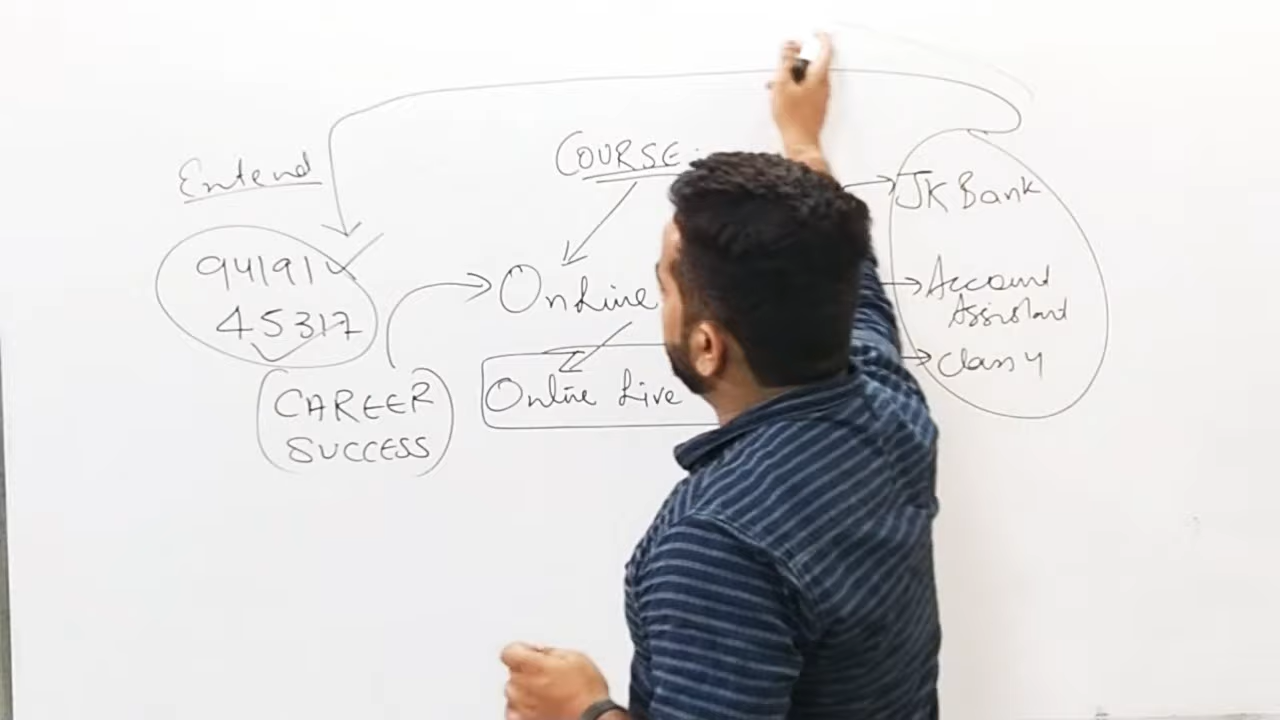 COURSE
Entend
94191
45317
CAREER
SUCCESS
Online
Online Live
JK Bank
Account
Assistant
Class 4